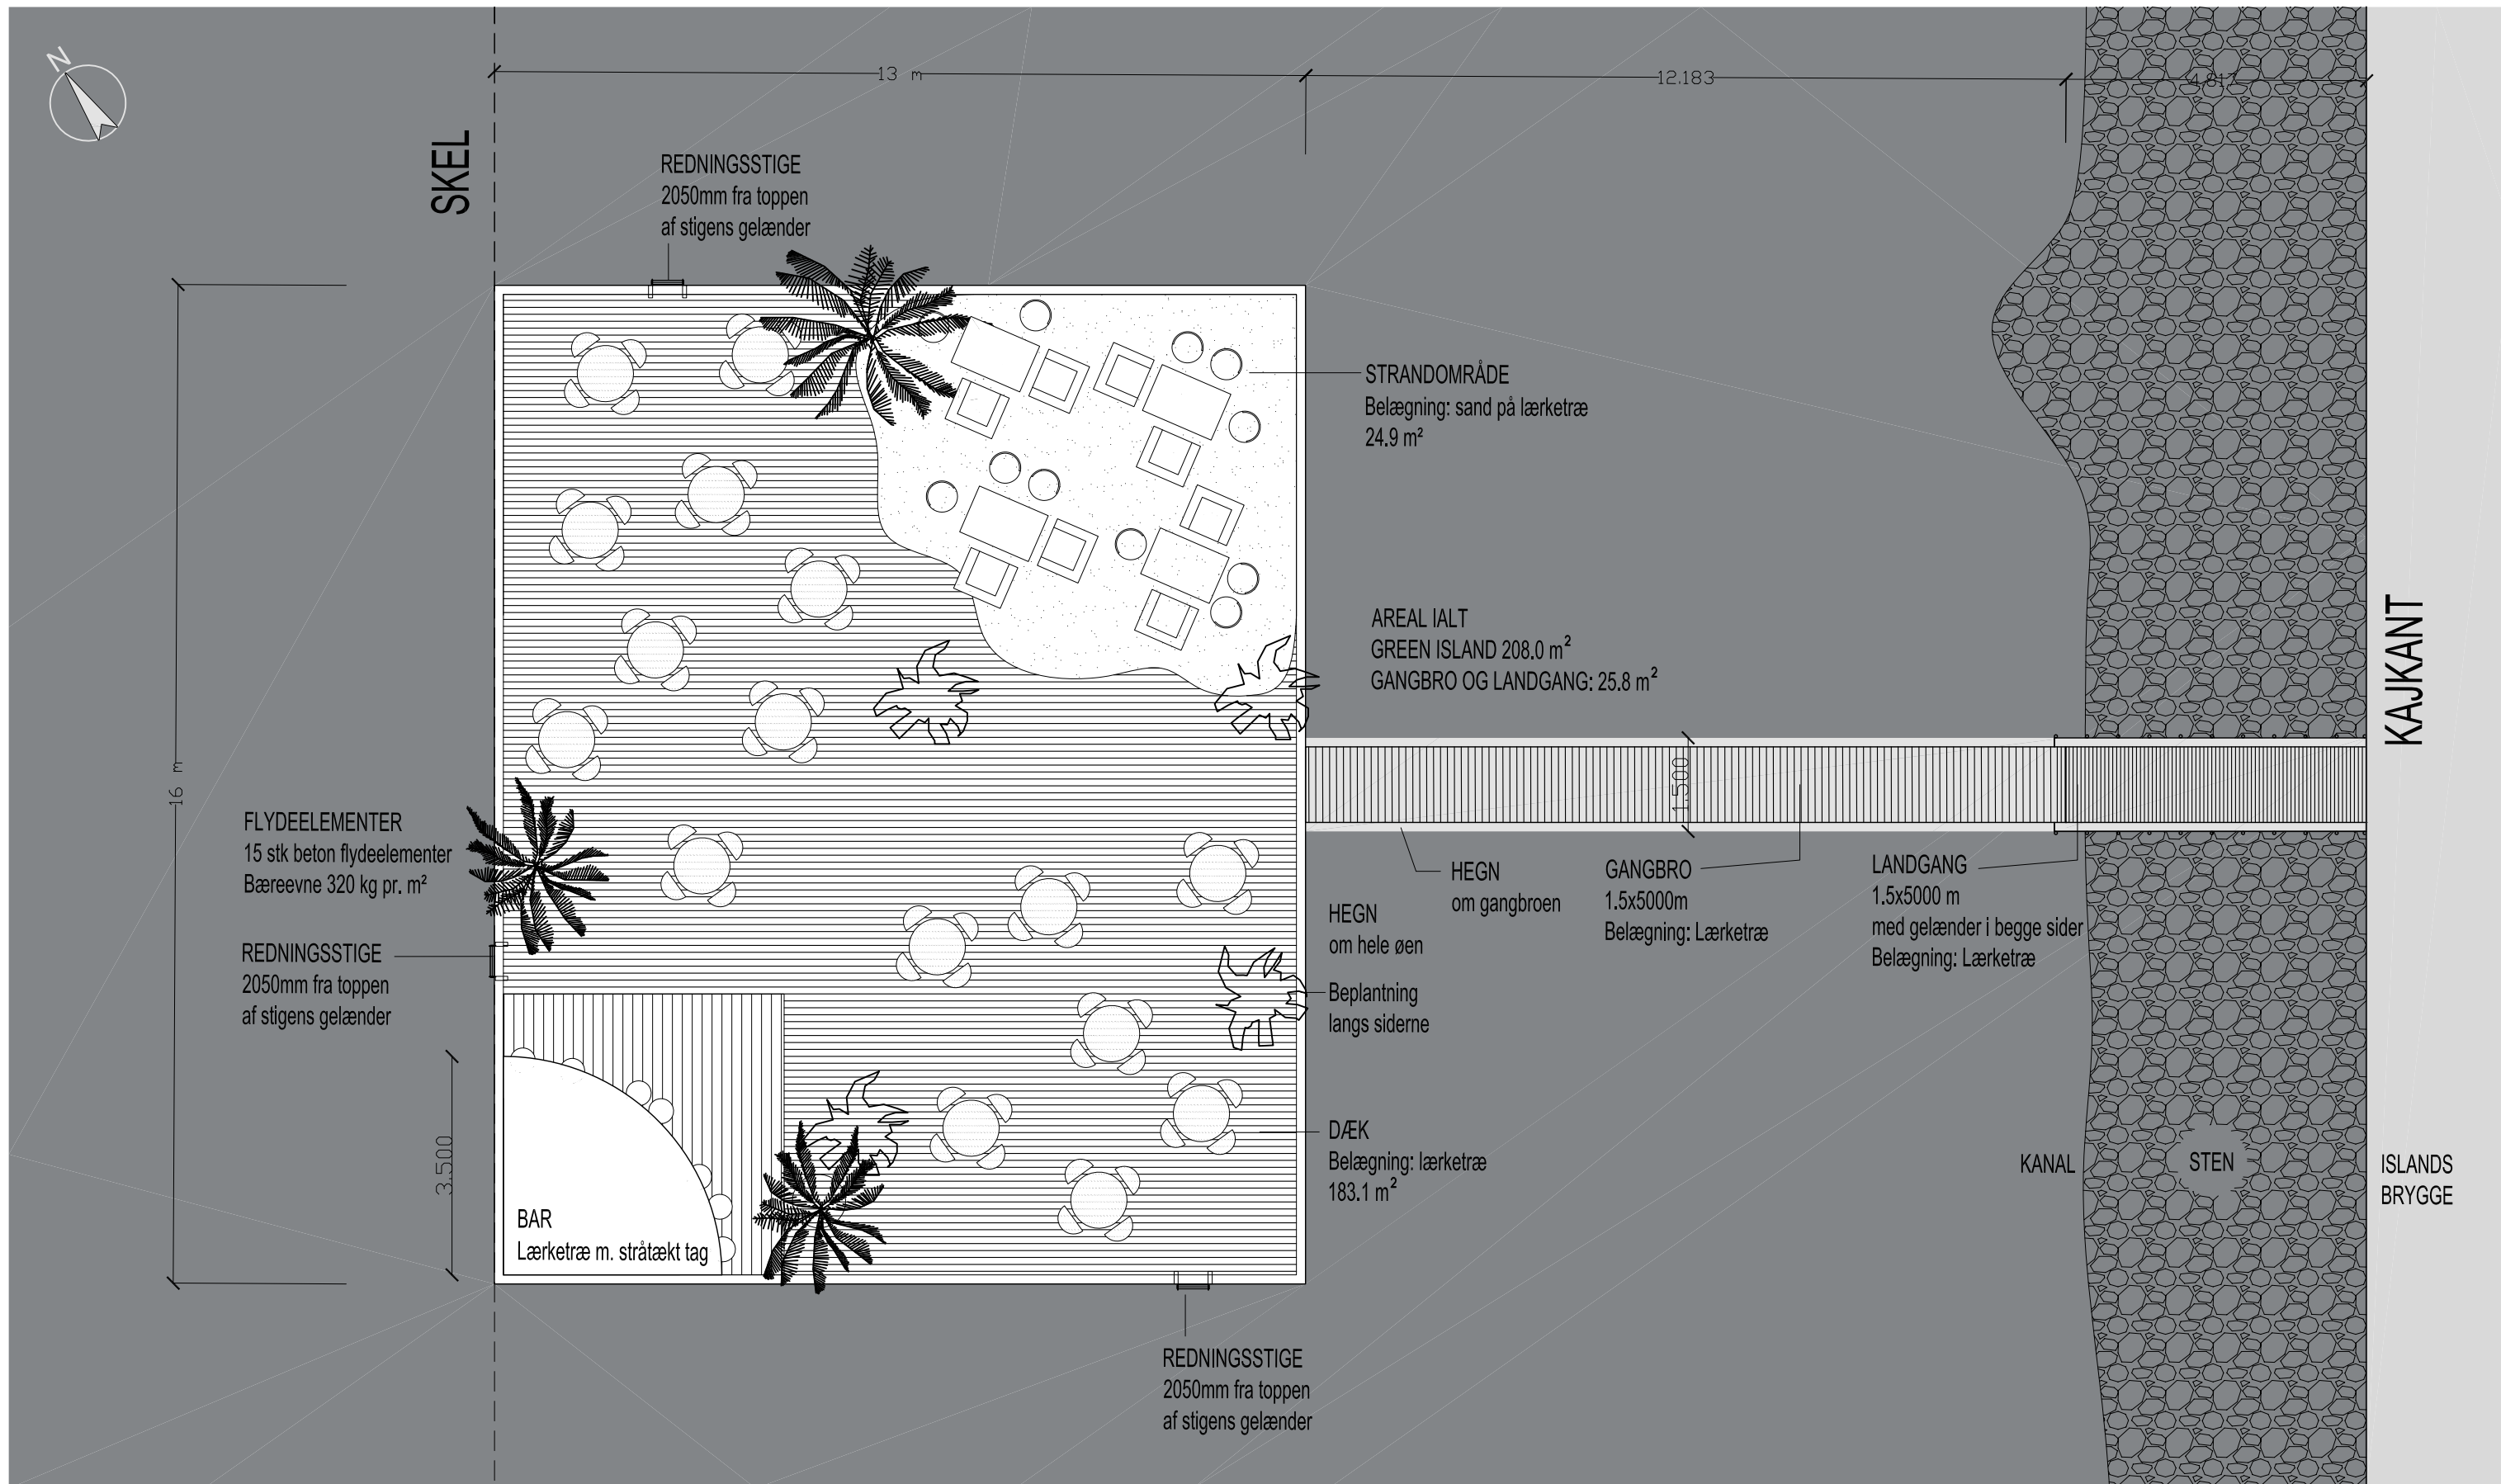 N
13 m
12.183
4.817
SKEL
REDNINGSSTIGE
2050mm fra toppen
af stigens gelænder
STRANDOMRÅDE
Belægning: sand på lærketræ
24.9 m²
AREAL IALT
GREEN ISLAND 208.0 m²
GANGBRO OG LANDGANG: 25.8 m²
KAJKANT
16 m
1.500
FLYDEELEMENTER
15 stk beton flydeelementer
Bæreevne 320 kg pr. m²
REDNINGSSTIGE
2050mm fra toppen
af stigens gelænder
HEGN
om gangbroen
GANGBRO
1.5x5000m
Belægning: Lærketræ
LANDGANG
1.5x5000 m
med gelænder i begge sider
Belægning: Lærketræ
HEGN
om hele øen
Beplantning
langs siderne
DÆK
Belægning: lærketræ
183.1 m²
3.500
BAR
Lærketræ m. stråtækt tag
KANAL
STEN
ISLANDS
BRYGGE
REDNINGSSTIGE
2050mm fra toppen
af stigens gelænder